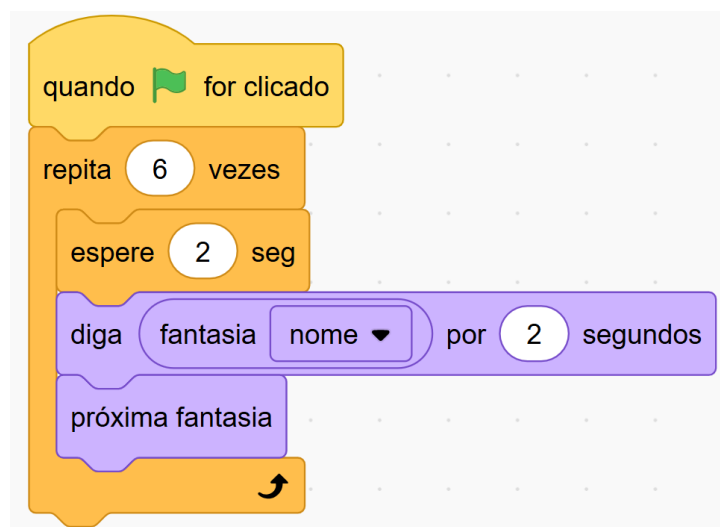 quando for clicado
repita 6 vezes
espere 2 seg
diga fantasia nome por 2 segundos
próxima fantasia